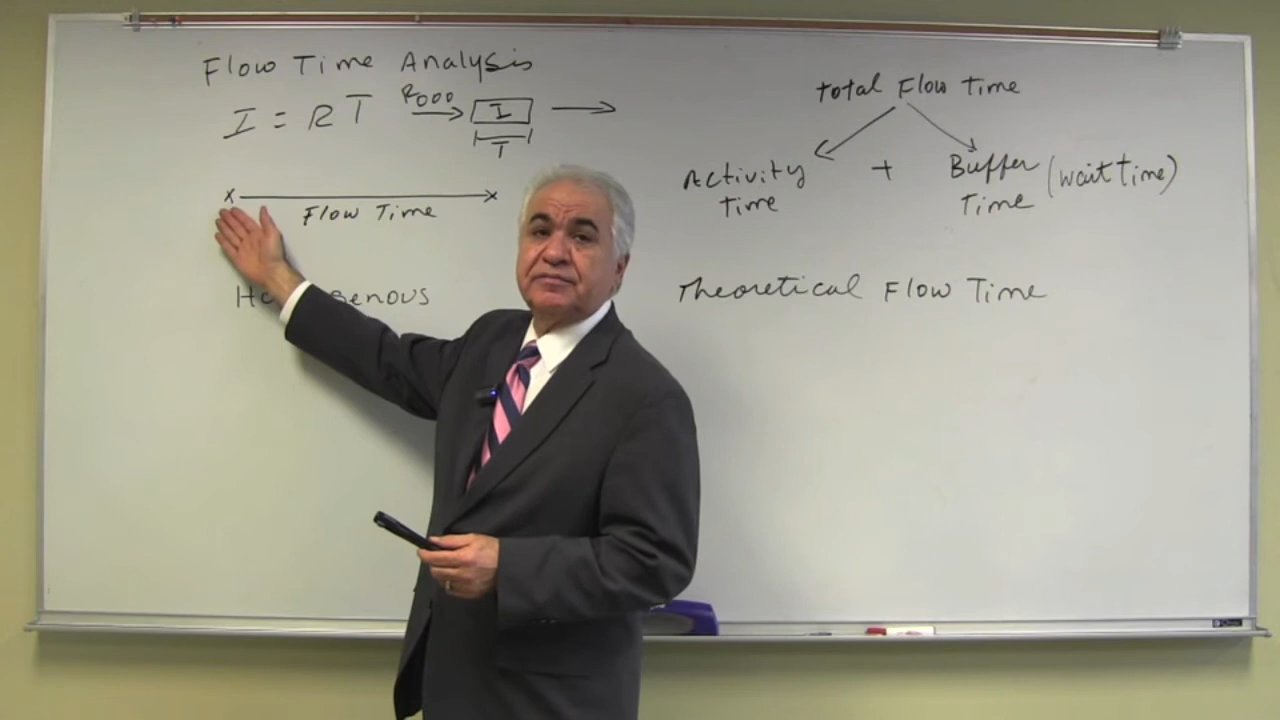 Flow Time Analysis
I = RT R000 I
T
Flow Time
total Flow Time
Activity + Buffer (wait time)
time Time
Theoretical Flow Time